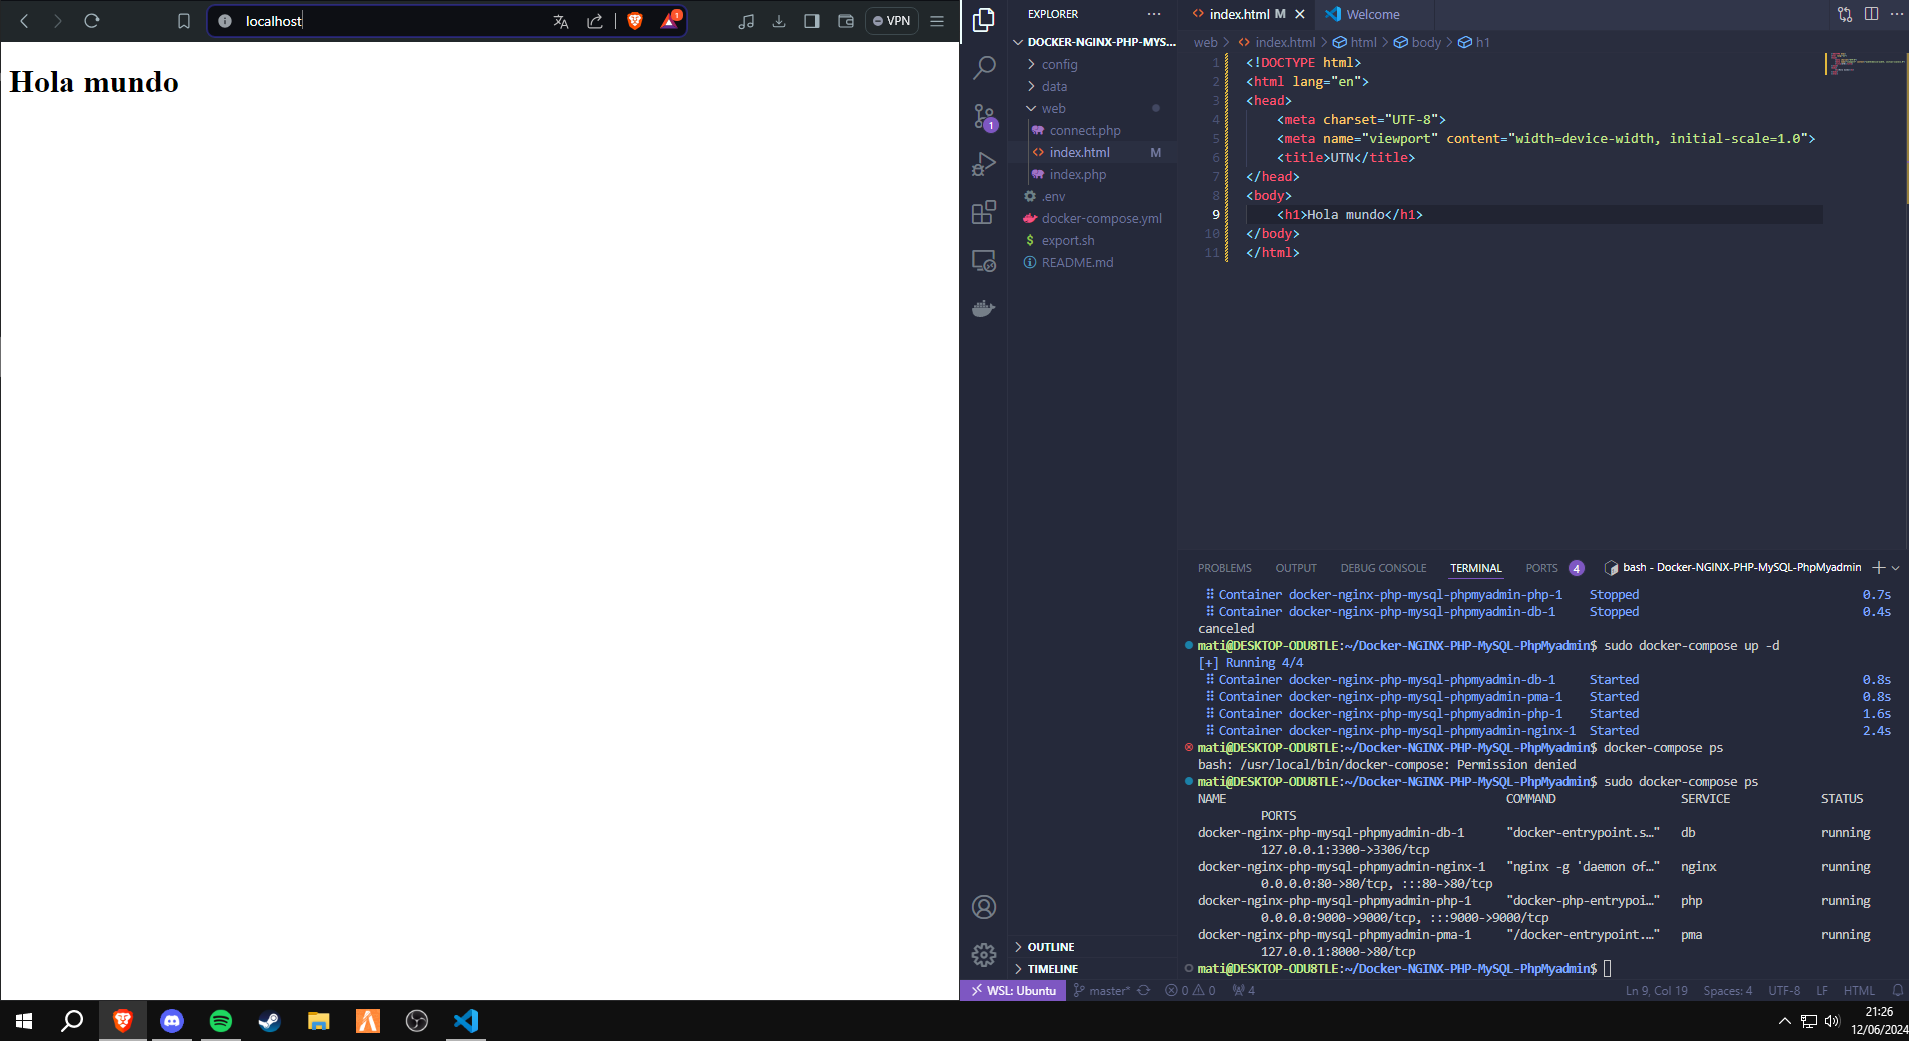 localhost
1
VPN
Hola mundo
EXPLORER
DOCKER-NGINX-PHP-MYS...
config
data
web
connect.php
index.html M
index.php
.env
docker-compose.yml
$ export.sh
README.md
OUTLINE
TIMELINE
1
index.html M
Welcome
web > index.html > html > body > h1
1 <!DOCTYPE html>
2 <html lang="en">
3 <head>
4 <meta charset="UTF-8">
5 <meta name="viewport" content="width=device-width, initial-scale=1.0">
6 <title>UTN</title>
7 </head>
8 <body>
9 <h1>Hola mundo</h1>
10 </body>
11 </html>
PROBLEMS OUTPUT DEBUG CONSOLE TERMINAL PORTS 4 bash - Docker-NGINX-PHP-MySQL-PhpMyadmin
Container docker-nginx-php-mysql-phpmyadmin-php-1 Stopped 0.7s
Container docker-nginx-php-mysql-phpmyadmin-db-1 Stopped 0.4s
canceled
mati@DESKTOP-ODU8TLE:~/Docker-NGINX-PHP-MySQL-PhpMyadmin$ sudo docker-compose up -d
[+] Running 4/4
Container docker-nginx-php-mysql-phpmyadmin-db-1 Started 0.8s
Container docker-nginx-php-mysql-phpmyadmin-pma-1 Started 0.8s
Container docker-nginx-php-mysql-phpmyadmin-php-1 Started 1.6s
Container docker-nginx-php-mysql-phpmyadmin-nginx-1 Started 2.4s
mati@DESKTOP-ODU8TLE:~/Docker-NGINX-PHP-MySQL-PhpMyadmin$ docker-compose ps
bash: /usr/local/bin/docker-compose: Permission denied
mati@DESKTOP-ODU8TLE:~/Docker-NGINX-PHP-MySQL-PhpMyadmin$ sudo docker-compose ps
NAME COMMAND SERVICE STATUS
PORTS
docker-nginx-php-mysql-phpmyadmin-db-1 "docker-entrypoint.s…" db running
127.0.0.1:3300->3306/tcp
docker-nginx-php-mysql-phpmyadmin-nginx-1 "nginx -g 'daemon of…" nginx running
0.0.0.0:80->80/tcp, :::80->80/tcp
docker-nginx-php-mysql-phpmyadmin-php-1 "docker-php-entrypoi…" php running
0.0.0.0:9000->9000/tcp, :::9000->9000/tcp
docker-nginx-php-mysql-phpmyadmin-pma-1 "/docker-entrypoint.…" pma running
127.0.0.1:8000->80/tcp
mati@DESKTOP-ODU8TLE:~/Docker-NGINX-PHP-MySQL-PhpMyadmin$
WSL: Ubuntu master* 0 0 4 Ln 9, Col 19 Spaces: 4 UTF-8 LF HTML
21:26
12/06/2024